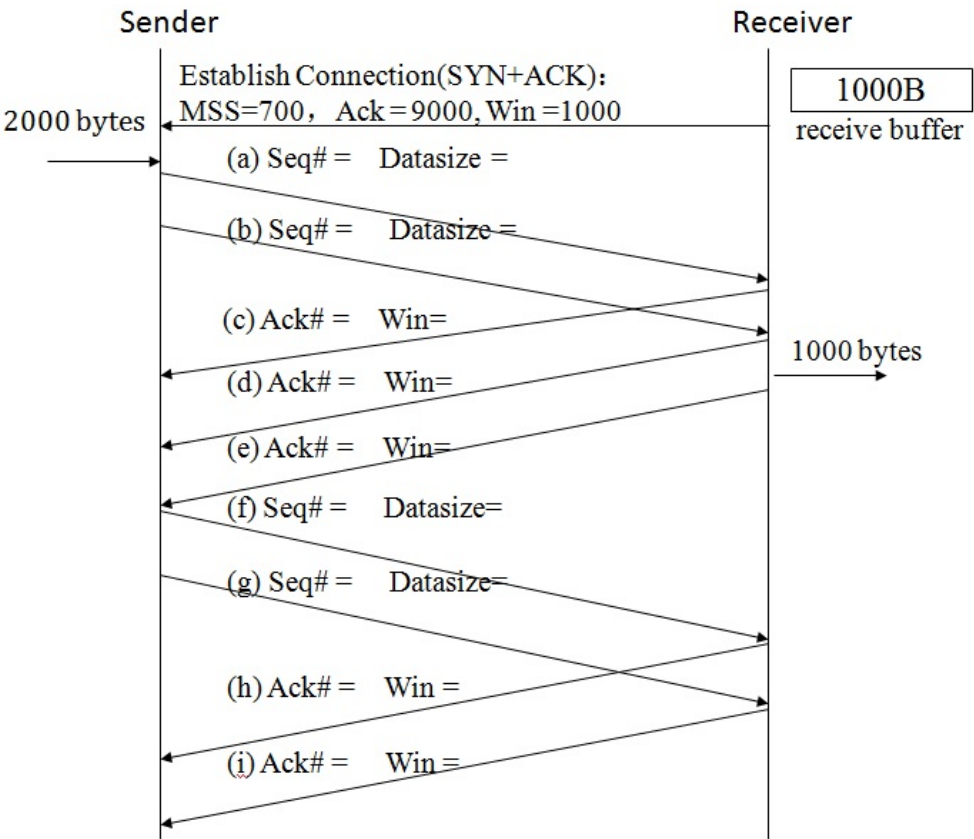 Sender
Receiver
Establish Connection(SYN+ACK)：
MSS=700， Ack = 9000, Win =1000
1000B
receive buffer
2000 bytes
(a) Seq# = Datasize =
(b) Seq# = Datasize =
(c) Ack# = Win=
1000 bytes
(d) Ack# = Win=
(e) Ack# = Win=
(f) Seq# = Datasize=
(g) Seq# = Datasize=
(h) Ack# = Win =
(i) Ack# = Win =